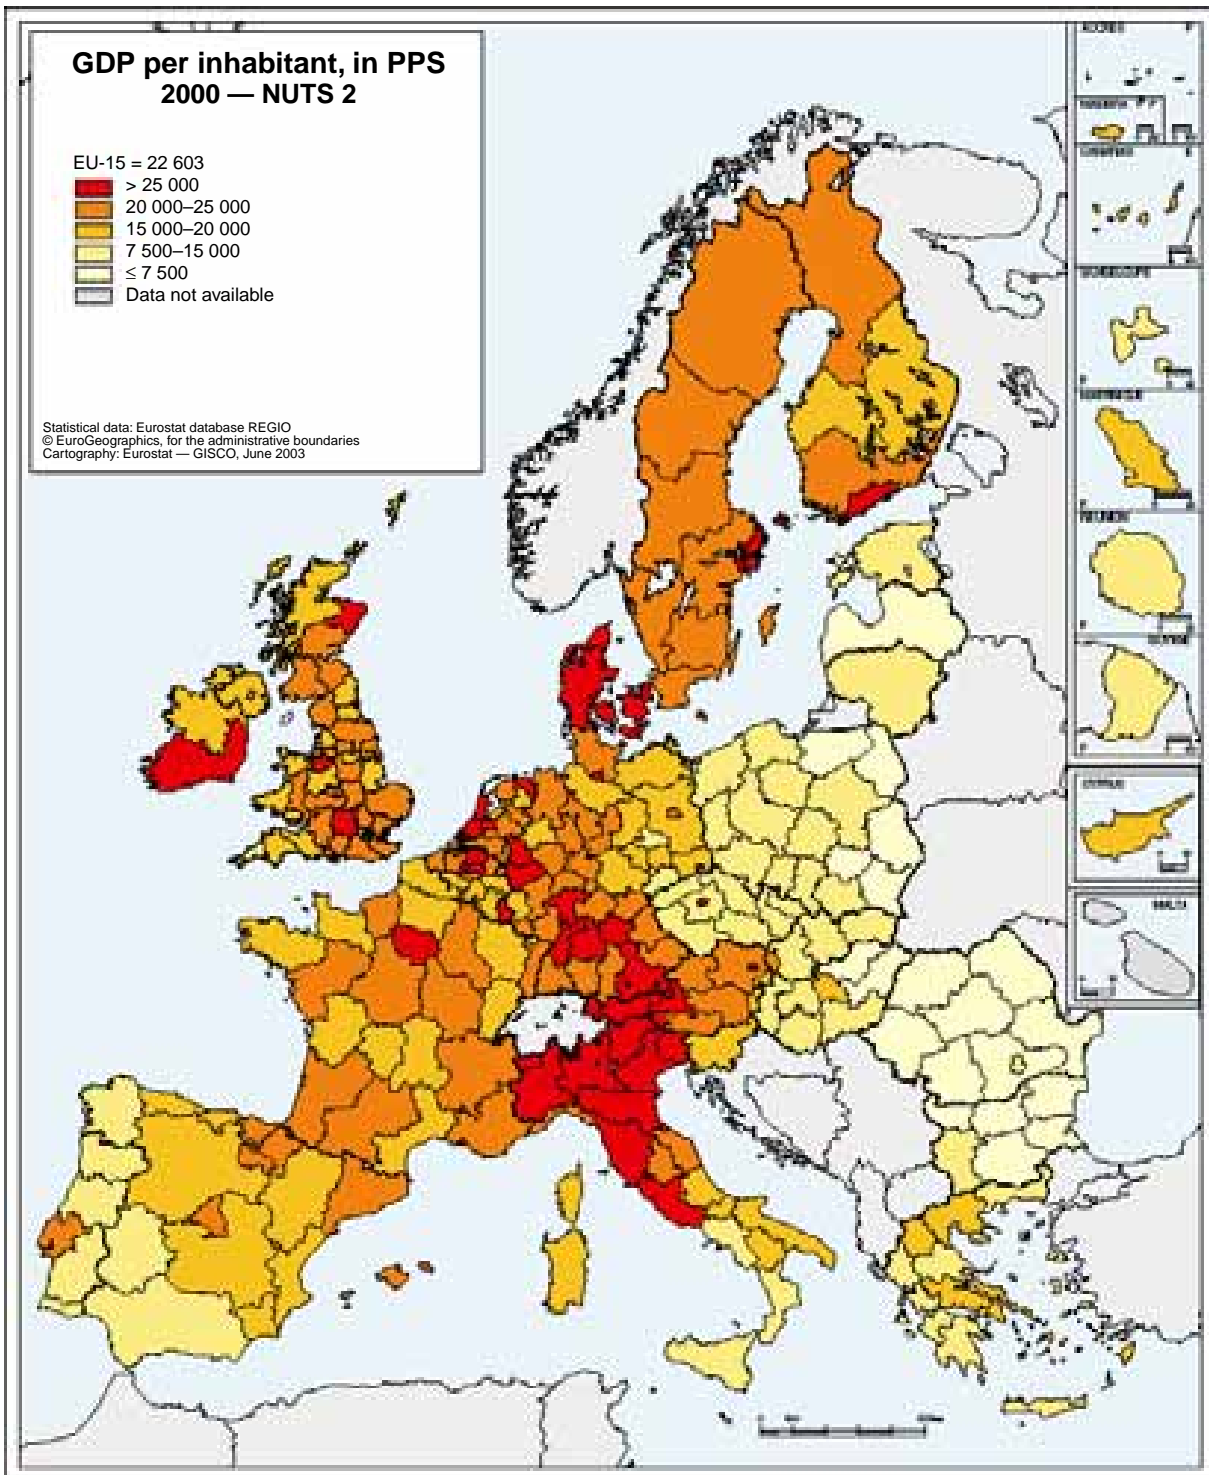 GDP per inhabitant, in PPS
2000 — NUTS 2
EU-15 = 22 603
> 25 000
20 000–25 000
15 000–20 000
7 500–15 000
≤ 7 500
Data not available
Statistical data: Eurostat database REGIO
© EuroGeographics, for the administrative boundaries
Cartography: Eurostat — GISCO, June 2003